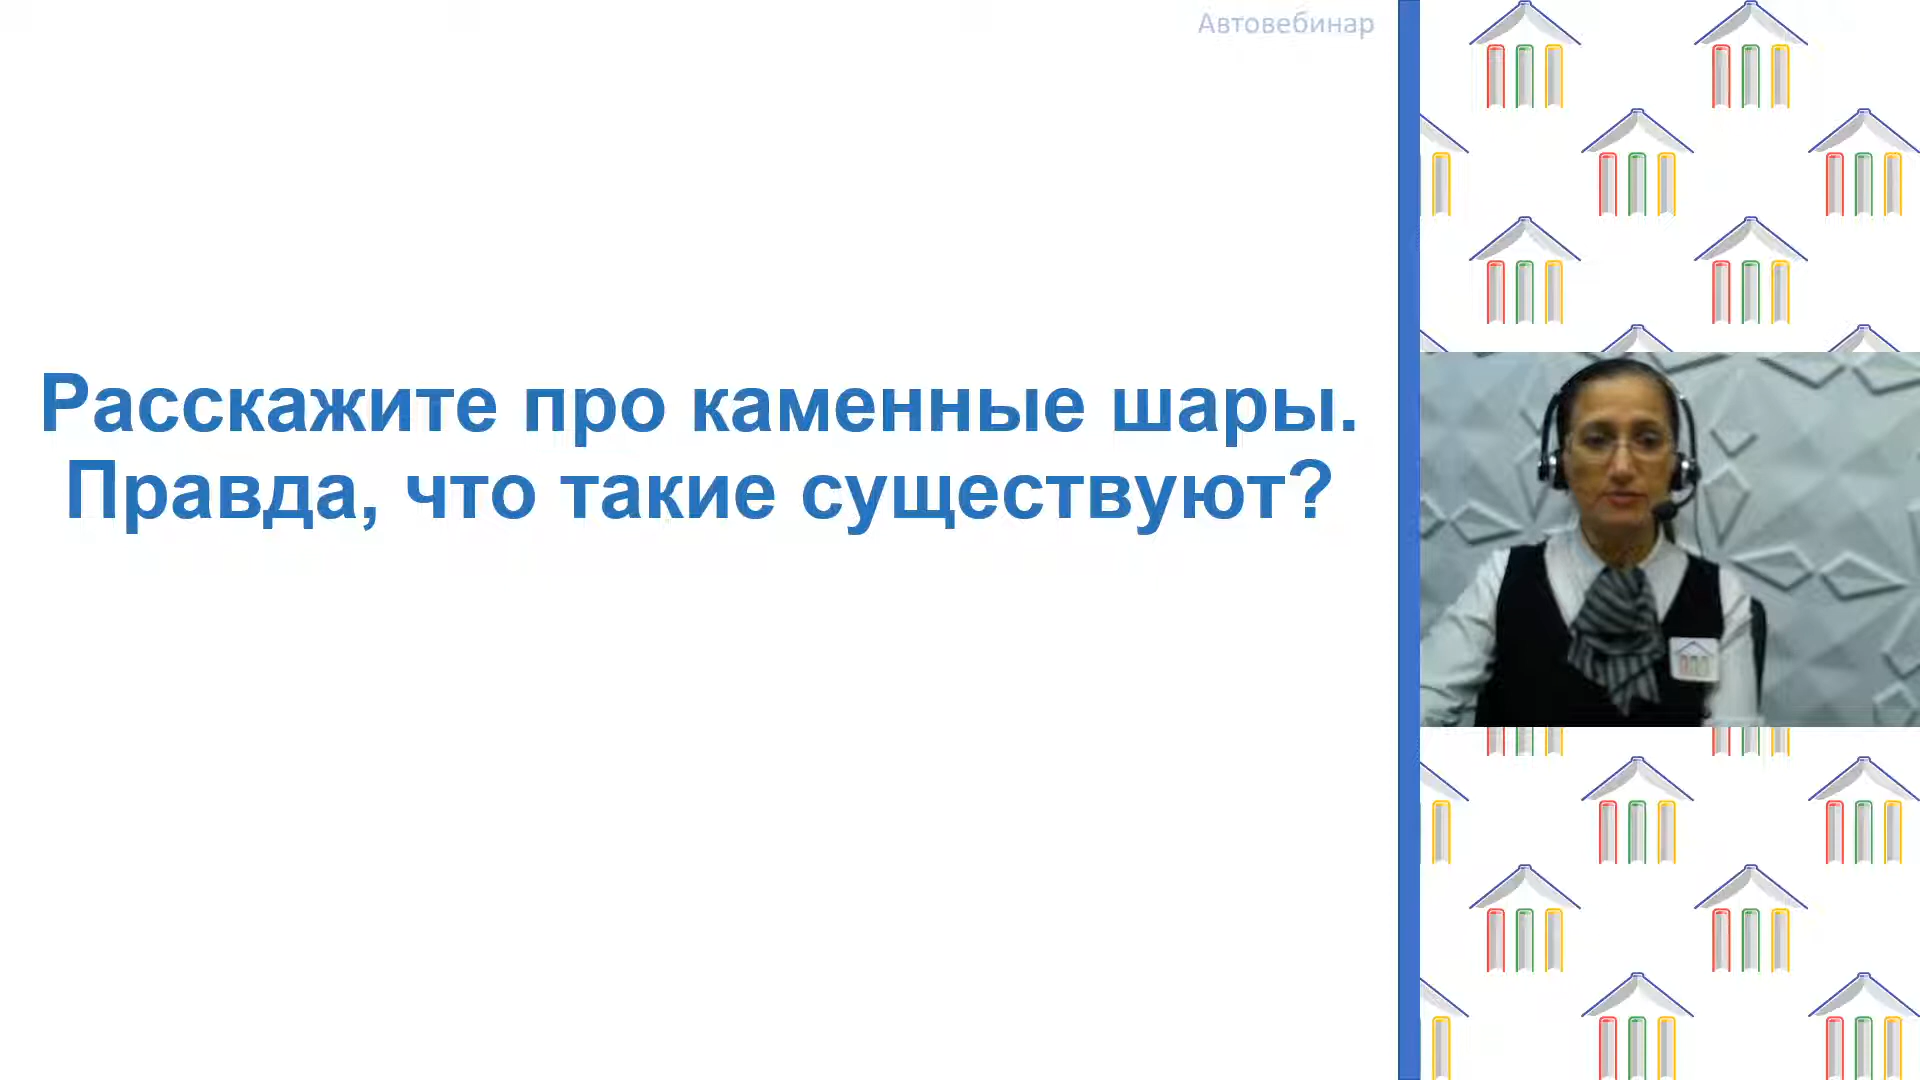 Автовебинар
Расскажите про каменные шары.
Правда, что такие существуют?